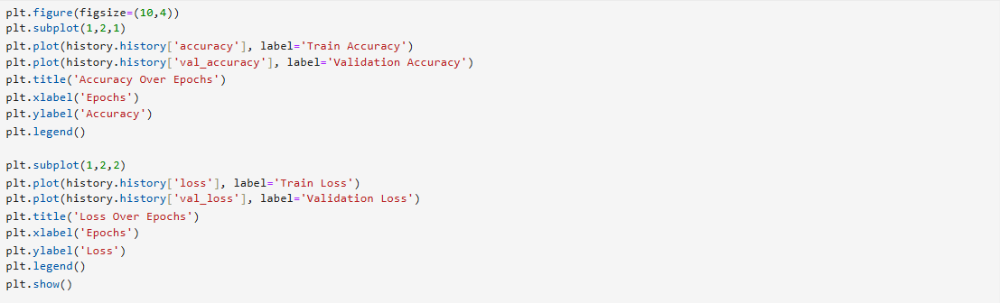 plt.figure(figsize=(10,4))
plt.subplot(1,2,1)
plt.plot(history.history['accuracy'], label='Train Accuracy')
plt.plot(history.history['val_accuracy'], label='Validation Accuracy')
plt.title('Accuracy Over Epochs')
plt.xlabel('Epochs')
plt.ylabel('Accuracy')
plt.legend()

plt.subplot(1,2,2)
plt.plot(history.history['loss'], label='Train Loss')
plt.plot(history.history['val_loss'], label='Validation Loss')
plt.title('Loss Over Epochs')
plt.xlabel('Epochs')
plt.ylabel('Loss')
plt.legend()
plt.show()